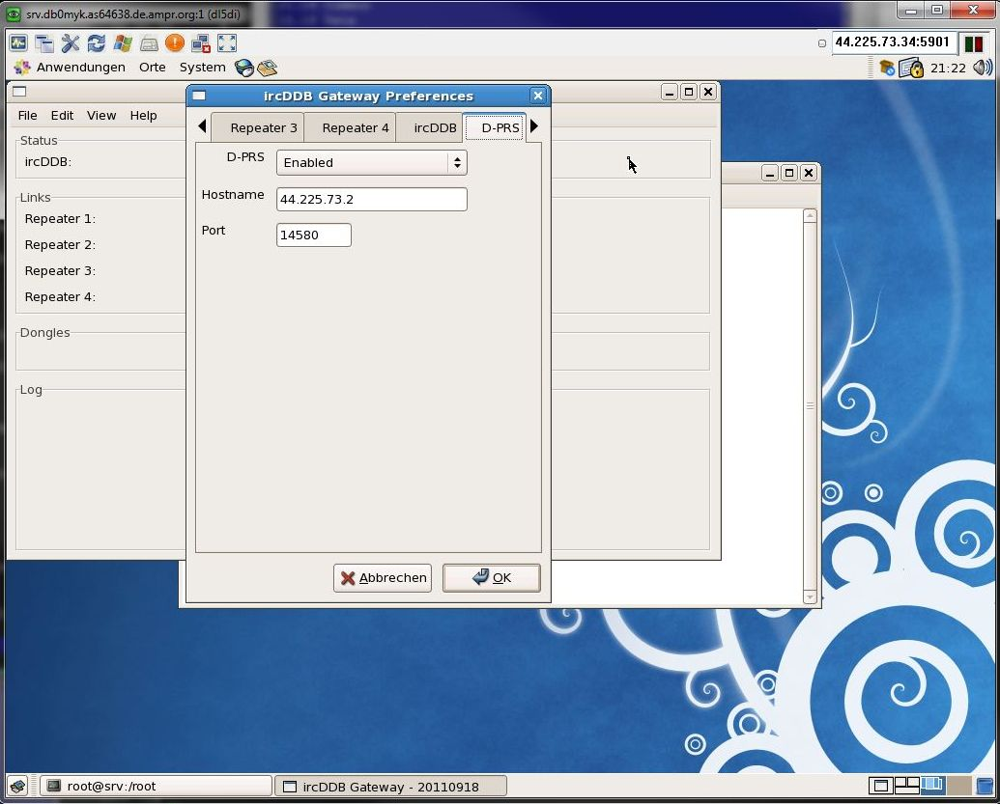 srv.db0myk.as64638.de.ampr.org:1 (dl5di)
44.225.73.34:5901
Anwendungen Orte System
21:22
ircDDB Gateway Preferences
File Edit View Help
Repeater 3 Repeater 4 ircDDB D-PRS
Status
ircDDB:
D-PRS Enabled
Hostname 44.225.73.2
Port 14580
Links
Repeater 1:
Repeater 2:
Repeater 3:
Repeater 4:
Dongles
Log
Abbrechen OK
root@srv:/root
ircDDB Gateway - 20110918